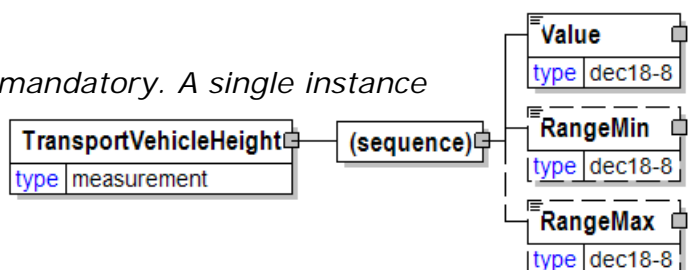 Value
type dec18-8
mandatory. A single instance
TransportVehicleHeight
type measurement
(sequence)
RangeMin
type dec18-8
RangeMax
type dec18-8